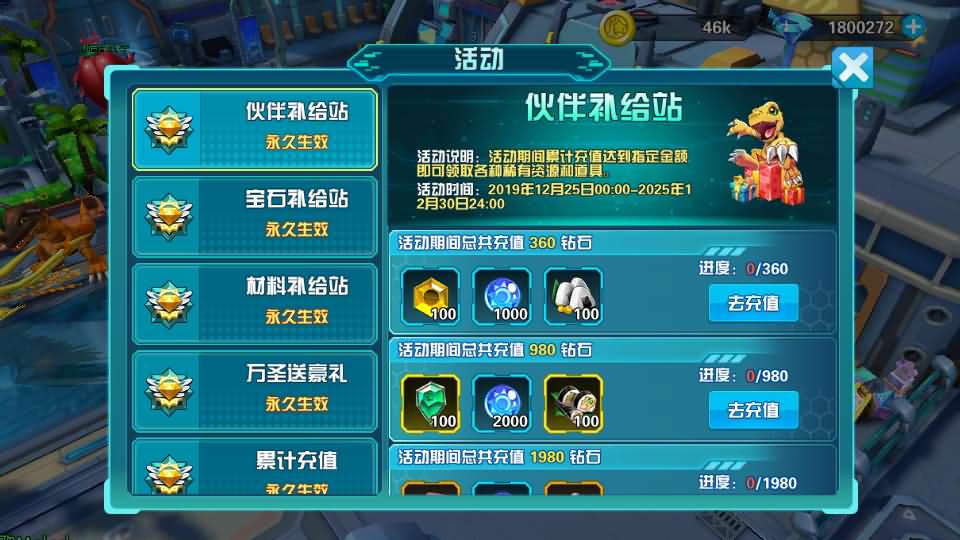 46k
1800272
活动
伙伴补给站
永久生效
宝石补给站
永久生效
材料补给站
永久生效
万圣送豪礼
永久生效
累计充值
永久生效
伙伴补给站
活动说明：活动期间累计充值达到指定金额
即可领取各种稀有资源和道具。
活动时间：2019年12月25日00:00-2025年1
2月30日24:00
活动期间总共充值 360 钻石
进度：0/360
100
1000
100
去充值
活动期间总共充值 980 钻石
进度：0/980
100
2000
100
去充值
活动期间总共充值 1980 钻石
进度：0/1980